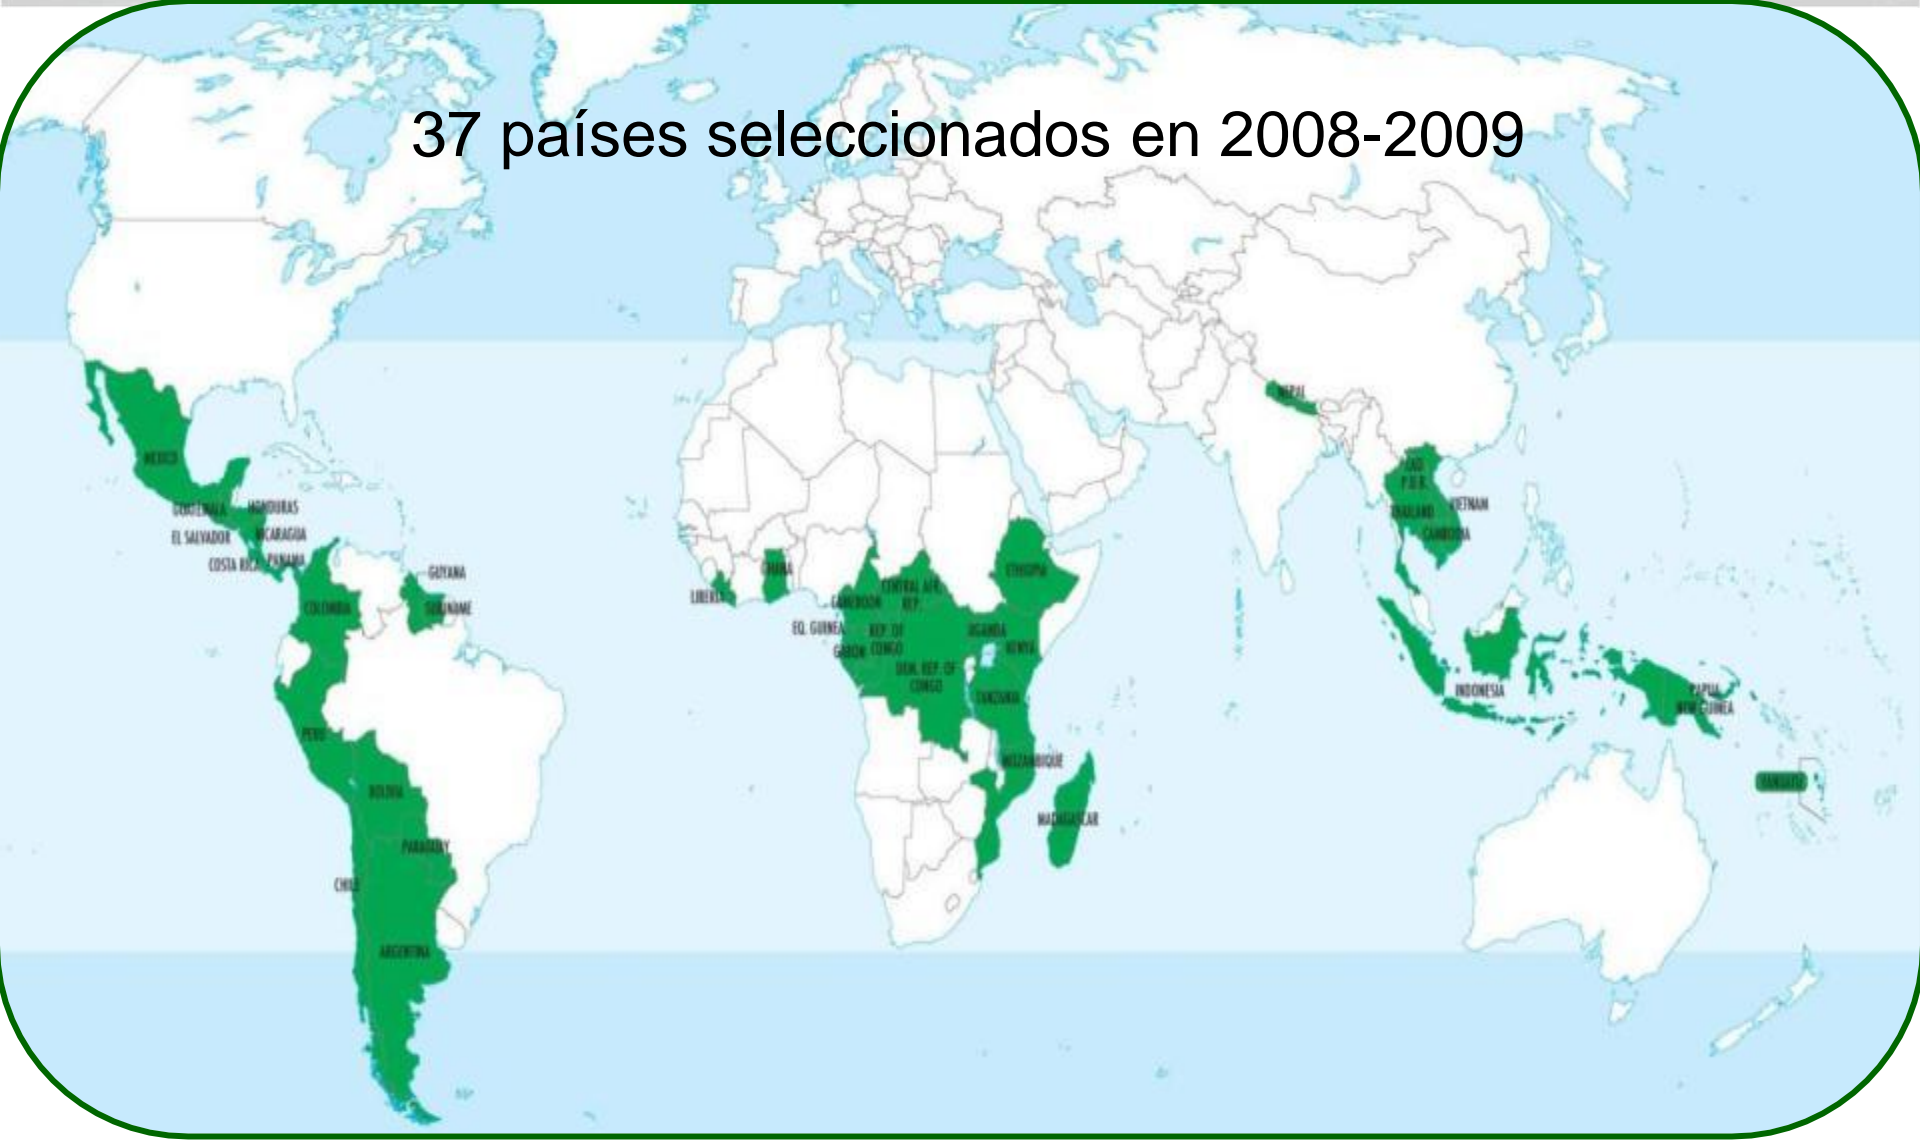 37 países seleccionados en 2008-2009
NEPAL
MEXICO
GUATEMALA
HONDURAS
EL SALVADOR
NICARAGUA
COSTA RICA
PANAMA
GUYANA
SURINAME
COLOMBIA
PERU
BOLIVIA
PARAGUAY
CHILE
ARGENTINA
LIBERIA
GHANA
CAMEROON
CENTRAL AFR.
REP.
ETHIOPIA
EQ. GUINEA
REP. OF
CONGO
GABON
UGANDA
KENYA
DEM. REP. OF
CONGO
TANZANIA
MOZAMBIQUE
MADAGASCAR
LAO
P.D.R.
THAILAND
VIETNAM
CAMBODIA
INDONESIA
PAPUA
NEW GUINEA
VANUATU